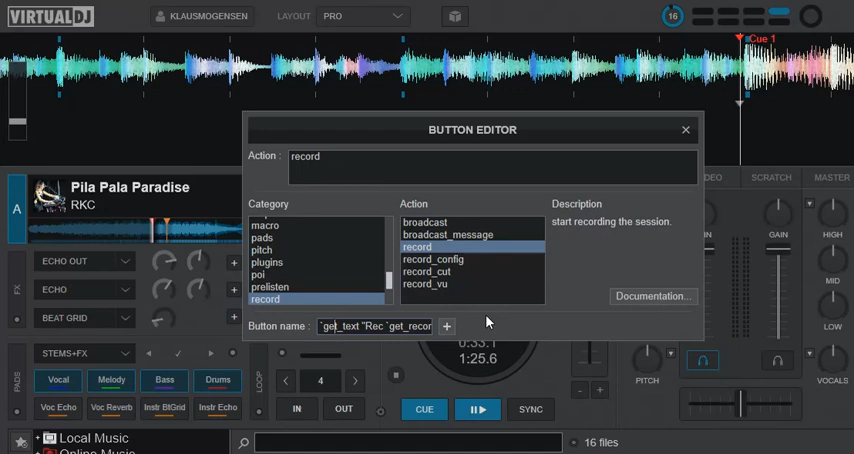 VIRTUALDJ
KLAUSMOGENSEN
LAYOUT PRO
16
Cue 1
BUTTON EDITOR
Action :
record
DEO
SCRATCH
MASTER
A
Pila Pala Paradise
RKC
Category
Action
Description
macro
pads
pitch
plugins
poi
prelisten
record
broadcast
broadcast_message
record
record_config
record_cut
record_vu
start recording the session.
Documentation...
Button name :
`get_text "Rec `get_recor
+
GAIN
HIGH
MID
LOW
FX
ECHO OUT
ECHO
BEAT GRID
0:33.1
1:25.6
STEMS+FX
PADS
Vocal
Melody
Bass
Drums
Voc Echo
Voc Reverb
Instr BtGrid
Instr Echo
LOOP
4
IN
OUT
CUE
SYNC
-
+
PITCH
VOCALS
Local Music
Online Music
16 files